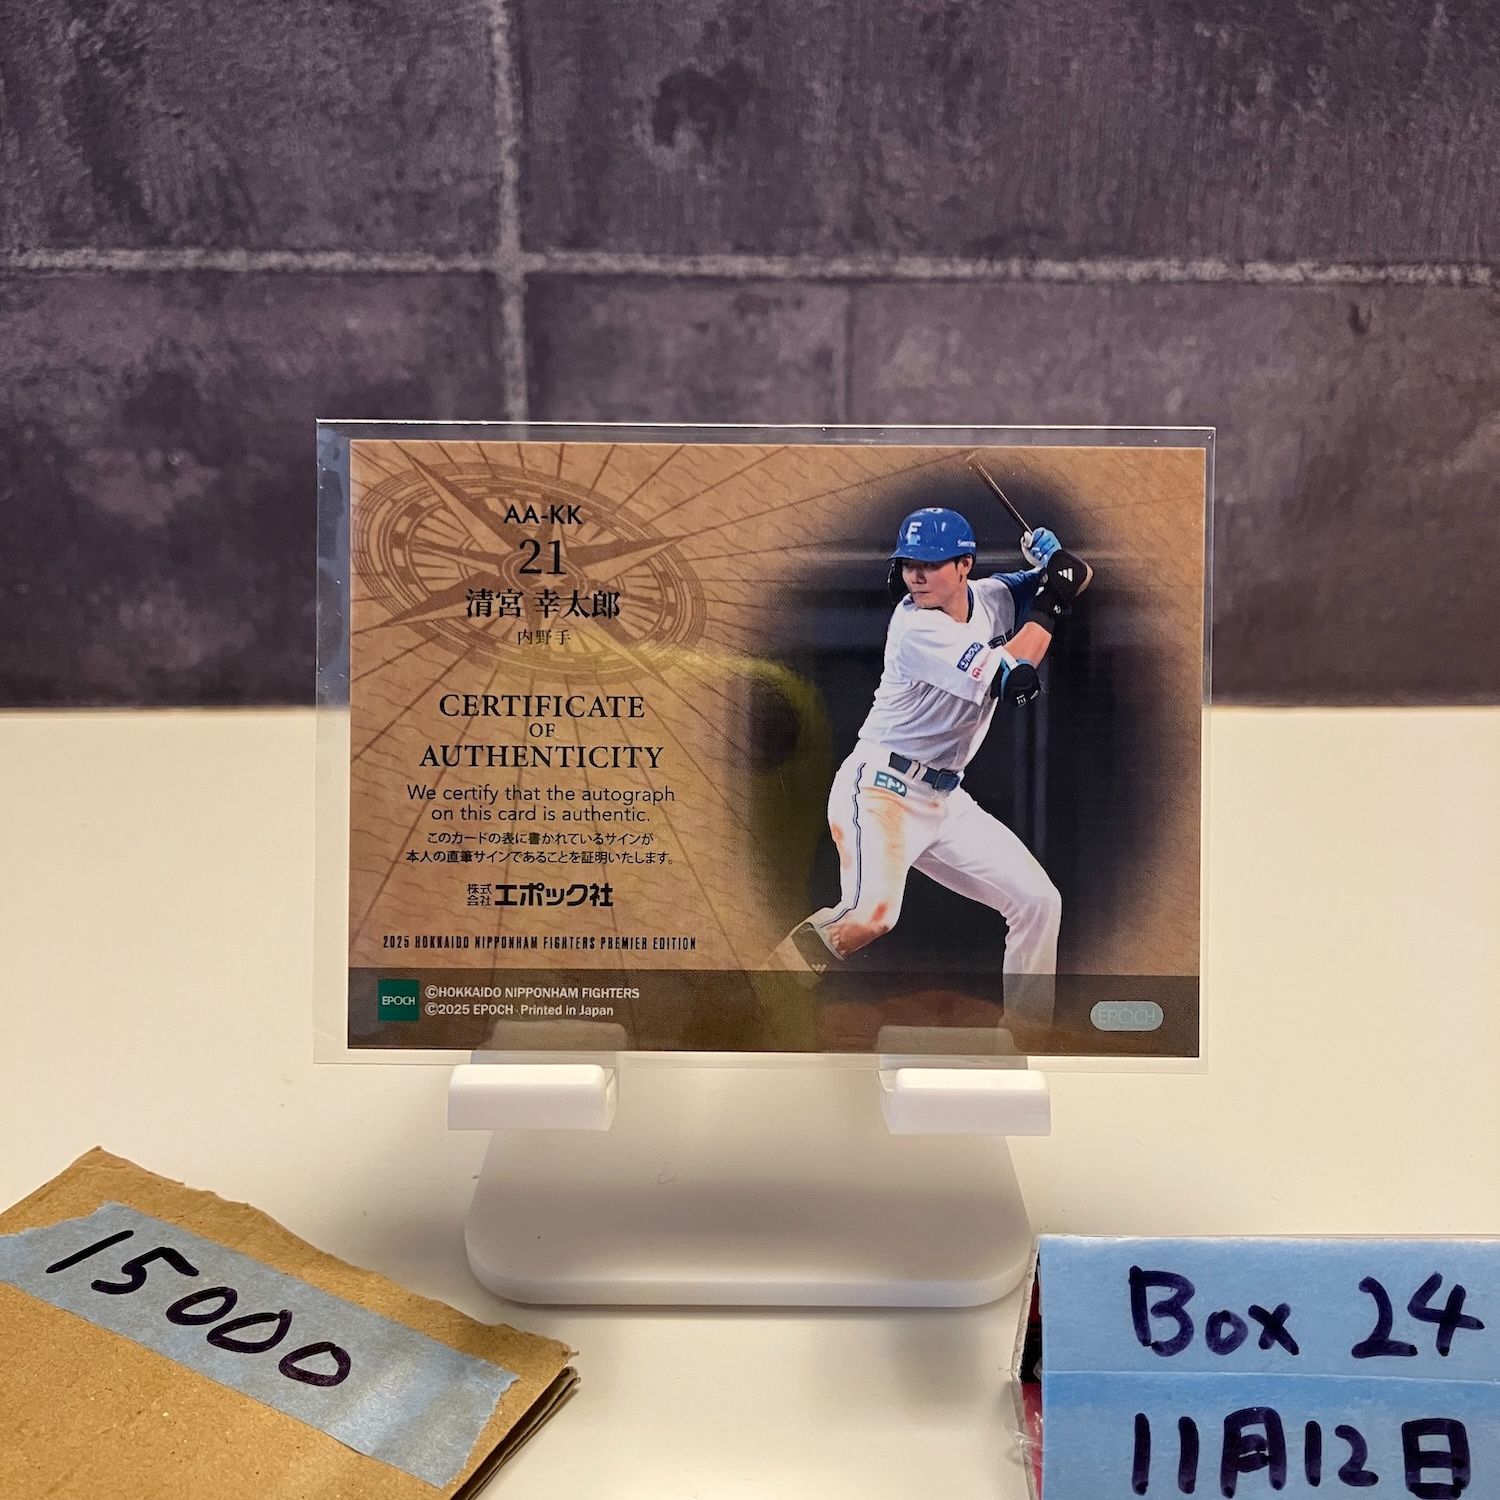 AA-KK
21
清宮 幸太郎
内野手
CERTIFICATE
OF
AUTHENTICITY
We certify that the autograph
on this card is authentic.
このカードの表に書かれているサインが
本人の直筆サインであることを証明いたします。
株式会社エポック社
2025 HOKKAIDO NIPPONHAM FIGHTERS PREMIER EDITION
EPOCH
©HOKKAIDO NIPPONHAM FIGHTERS
©2025 EPOCH Printed in Japan
EPOCH
F
ニトリ
15000
Box 24
11月12日